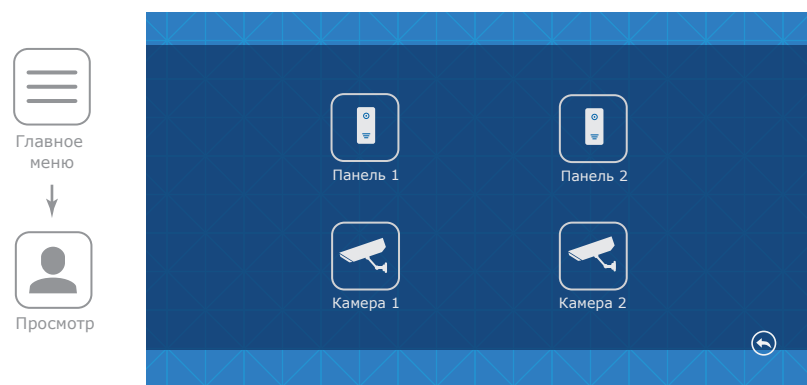 Главное
меню
Просмотр
Панель 1
Панель 2
Камера 1
Камера 2